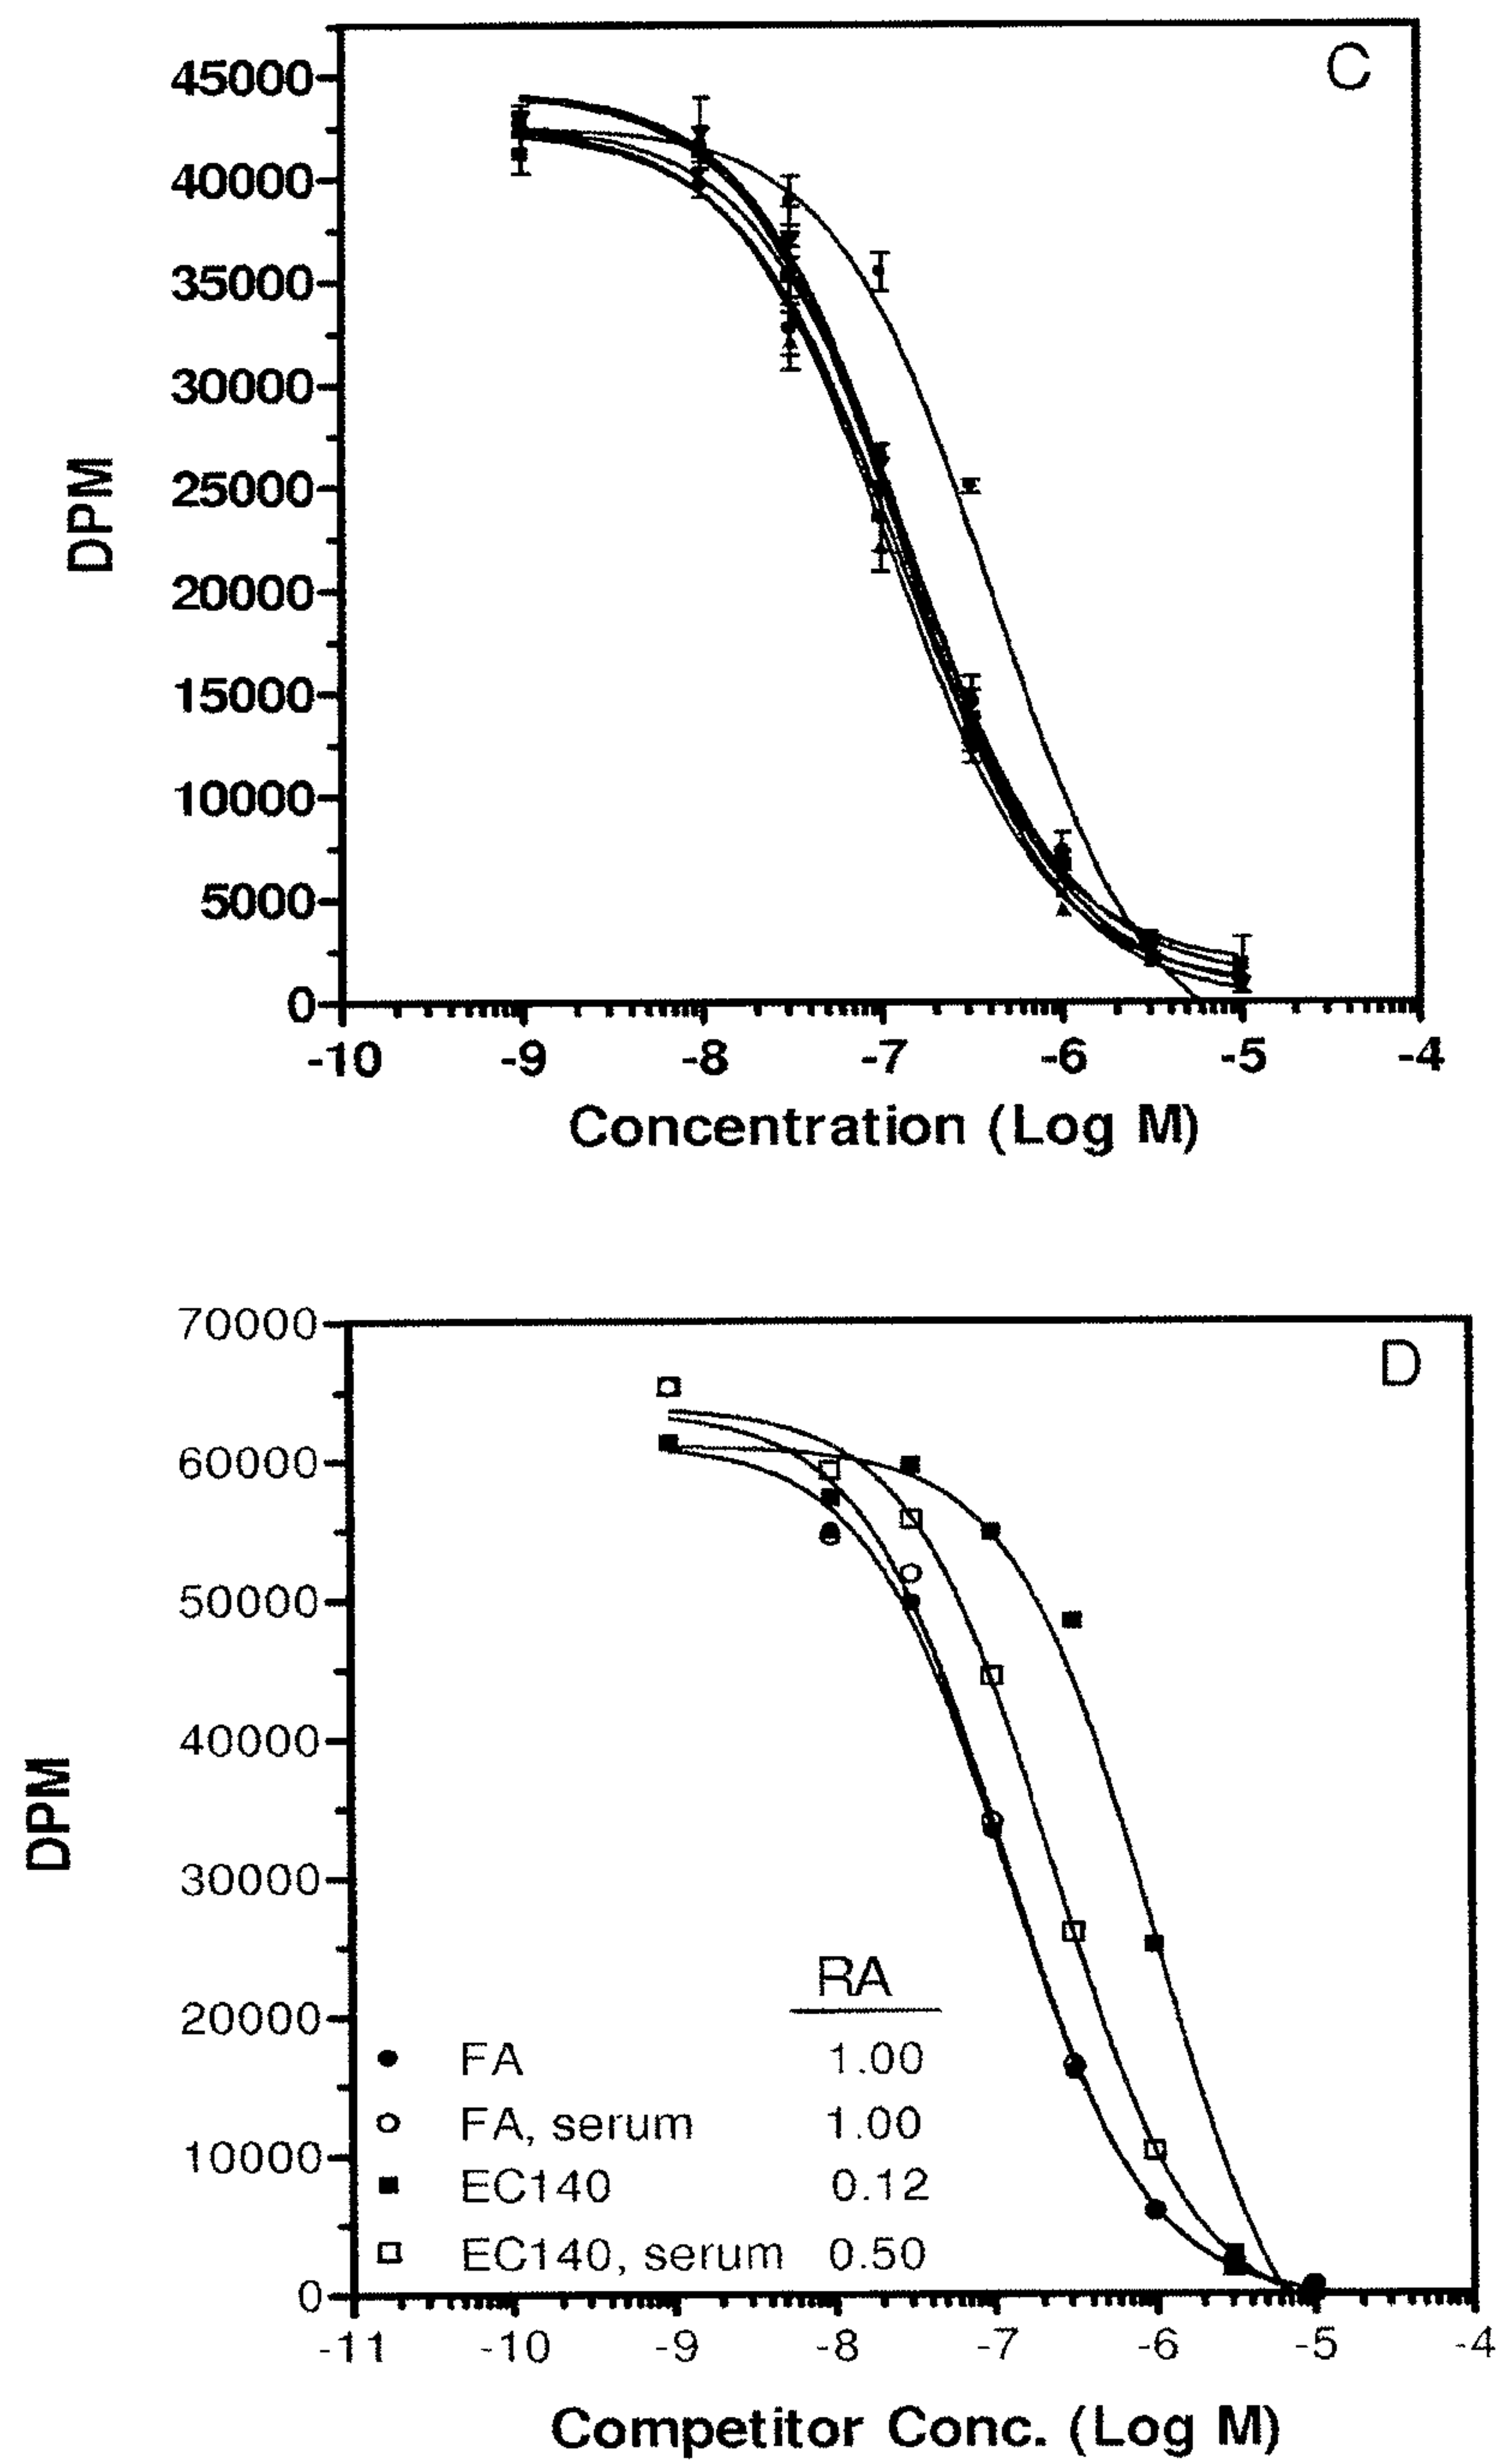 C
45000
40000
35000
30000
25000
20000
15000
10000
5000
0
-10 -9 -8 -7 -6 -5 -4
DPM
Concentration (Log M)
D
70000
60000
50000
40000
30000
20000
10000
0
-11 -10 -9 -8 -7 -6 -5 -4
DPM
RA
FA 1.00
FA, serum 1.00
EC140 0.12
EC140, serum 0.50
Competitor Conc. (Log M)